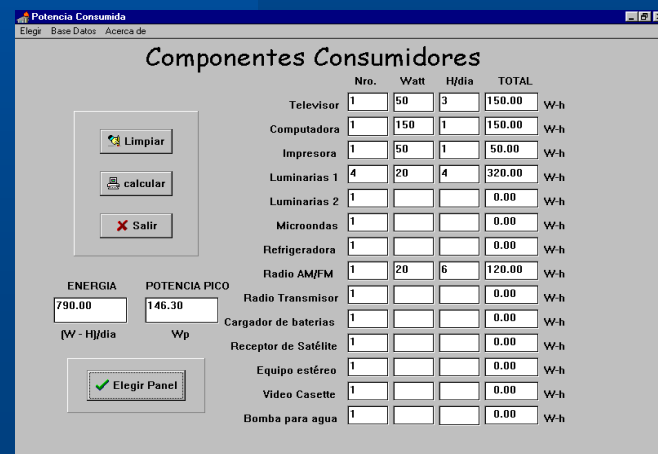 Potencia Consumida
Elegir Base Datos Acerca de
Componentes Consumidores
Nro. Watt H/dia TOTAL
Televisor 1 50 3 150.00 W-h
Computadora 1 150 1 150.00 W-h
Impresora 1 50 1 50.00 W-h
Luminarias 1 4 20 4 320.00 W-h
Luminarias 2 1 0.00 W-h
Microondas 1 0.00 W-h
Refrigeradora 1 0.00 W-h
Radio AM/FM 1 20 6 120.00 W-h
Radio Transmisor 1 0.00 W-h
Cargador de baterias 1 0.00 W-h
Receptor de Satélite 1 0.00 W-h
Equipo estéreo 1 0.00 W-h
Video Casette 1 0.00 W-h
Bomba para agua 1 0.00 W-h
Limpiar
calcular
Salir
ENERGIA POTENCIA PICO
790.00 146.30
(W - H)/dia Wp
Elegir Panel